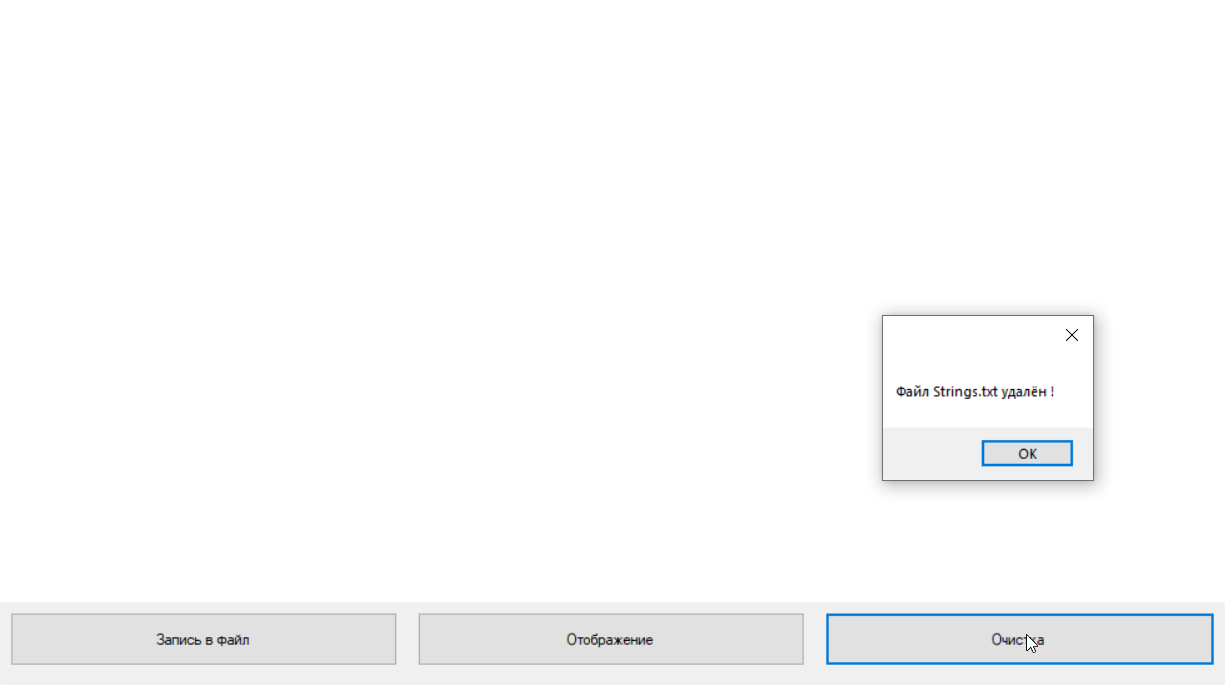 Файл Strings.txt удалён !
OK
Запись в файл
Отображение
Очистка